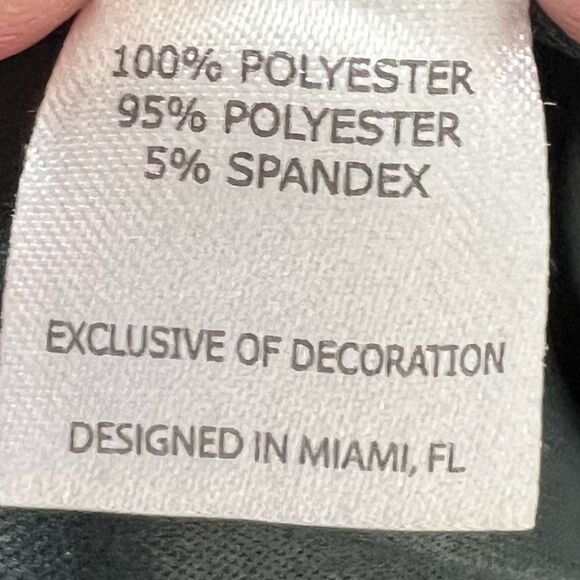 100% POLYESTER
95% POLYESTER
5% SPANDEX
EXCLUSIVE OF DECORATION
DESIGNED IN MIAMI, FL